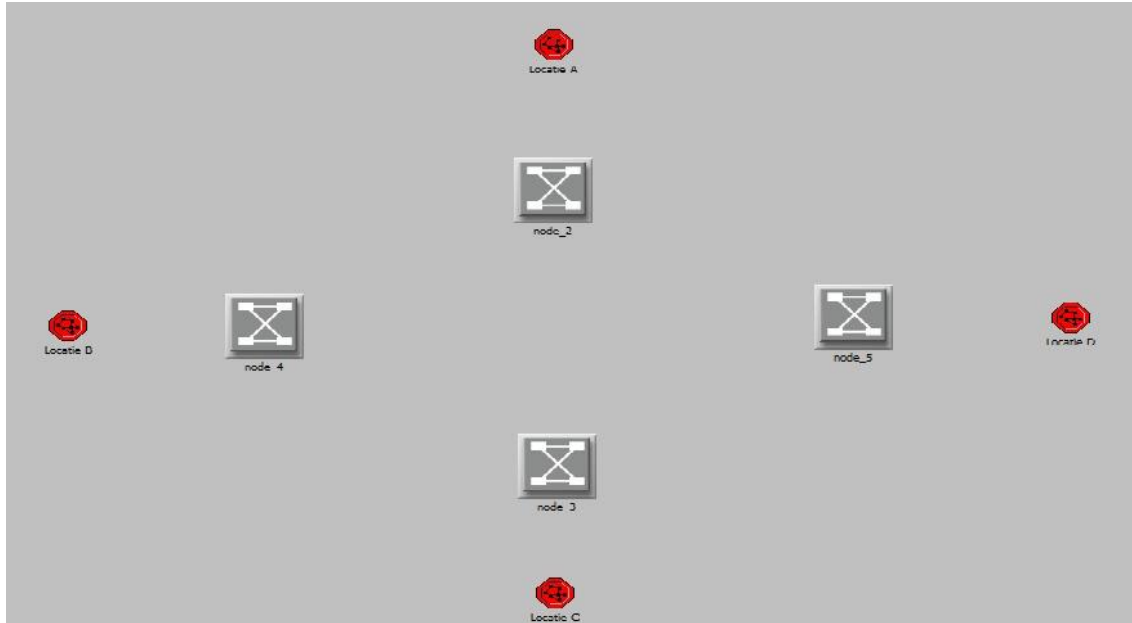 Locatie A
node_2
Locatie B
node_4
node_5
Locatie D
node_3
Locatie C